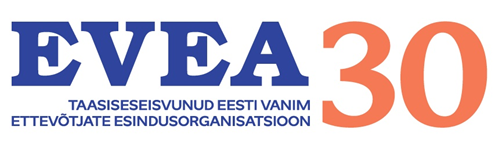 EVEA 30
TAASISESEISVUNUD EESTI VANIM
ETTEVÕTJATE ESINDUSORGANISATSIOON